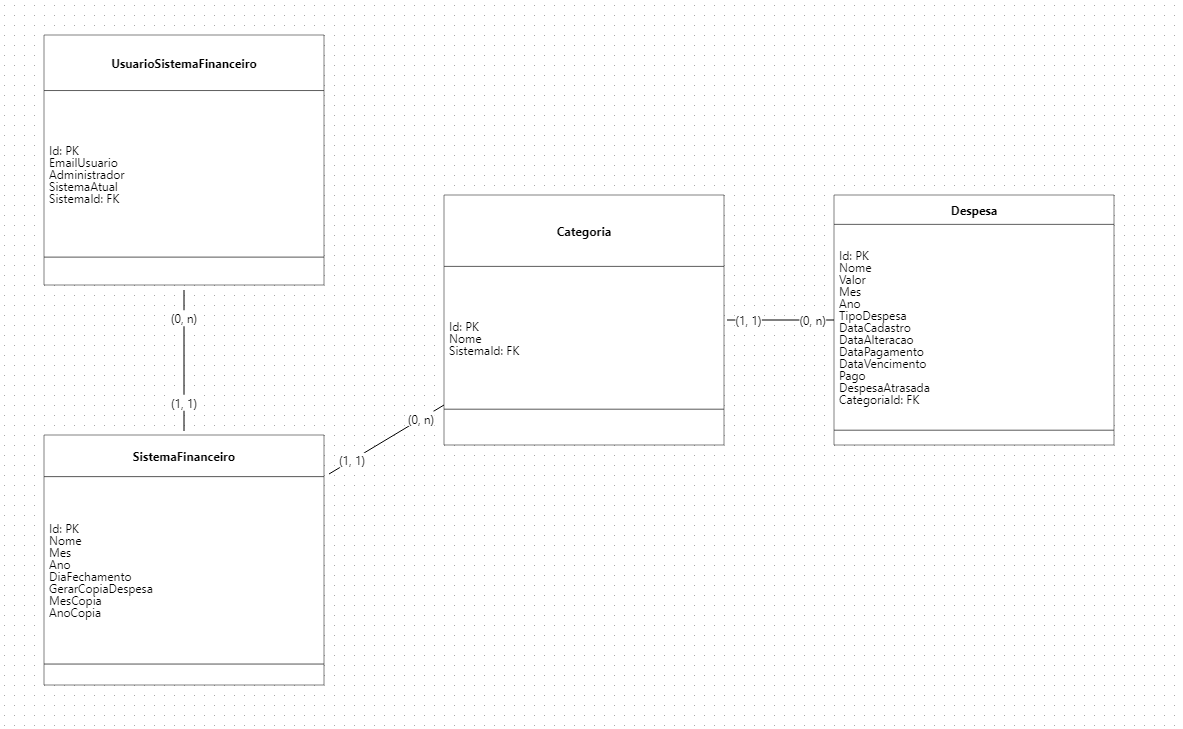 UsuarioSistemaFinanceiro
Id: PK
EmailUsuario
Administrador
SistemaAtual
SistemaId: FK
(0, n)
(1, 1)
SistemaFinanceiro
Id: PK
Nome
Mes
Ano
DiaFechamento
GerarCopiaDespesa
MesCopia
AnoCopia
(1, 1)
(0, n)
Categoria
Id: PK
Nome
SistemaId: FK
(1, 1)
(0, n)
Despesa
Id: PK
Nome
Valor
Mes
Ano
TipoDespesa
DataCadastro
DataAlteracao
DataPagamento
DataVencimento
Pago
DespesaAtrasada
CategoriaId: FK